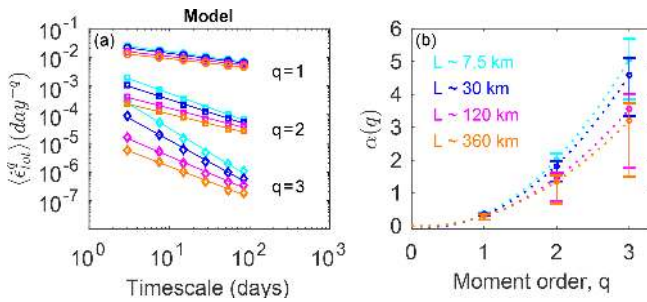 Model
(a)
⟨ε̇^q_tot⟩(day^-q)
10^-1
10^-2
10^-3
10^-4
10^-5
10^-6
10^-7
q=1
q=2
q=3
10^0
10^1
10^2
10^3
Timescale (days)
(b)
α(q)
6
5
4
3
2
1
0
L ~ 7.5 km
L ~ 30 km
L ~ 120 km
L ~ 360 km
0
1
2
3
Moment order, q